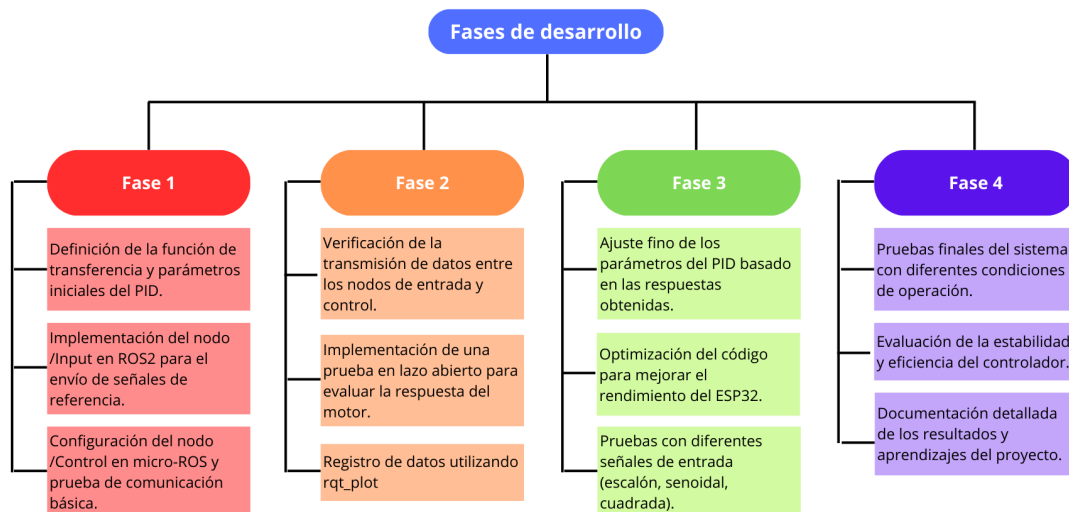 Fases de desarrollo
Fase 1
Definición de la función de
transferencia y parámetros
iniciales del PID.
Implementación del nodo
/Input en ROS2 para el
envío de señales de
referencia.
Configuración del nodo
/Control en micro-ROS y
prueba de comunicación
básica.
Fase 2
Verificación de la
transmisión de datos entre
los nodos de entrada y
control.
Implementación de una
prueba en lazo abierto para
evaluar la respuesta del
motor.
Registro de datos utilizando
rqt_plot
Fase 3
Ajuste fino de los
parámetros del PID basado
en las respuestas
obtenidas.
Optimización del código
para mejorar el
rendimiento del ESP32.
Pruebas con diferentes
señales de entrada
(escalón, senoidal,
cuadrada).
Fase 4
Pruebas finales del sistema
con diferentes condiciones
de operación.
Evaluación de la estabilidad
y eficiencia del controlador.
Documentación detallada
de los resultados y
aprendizajes del proyecto.